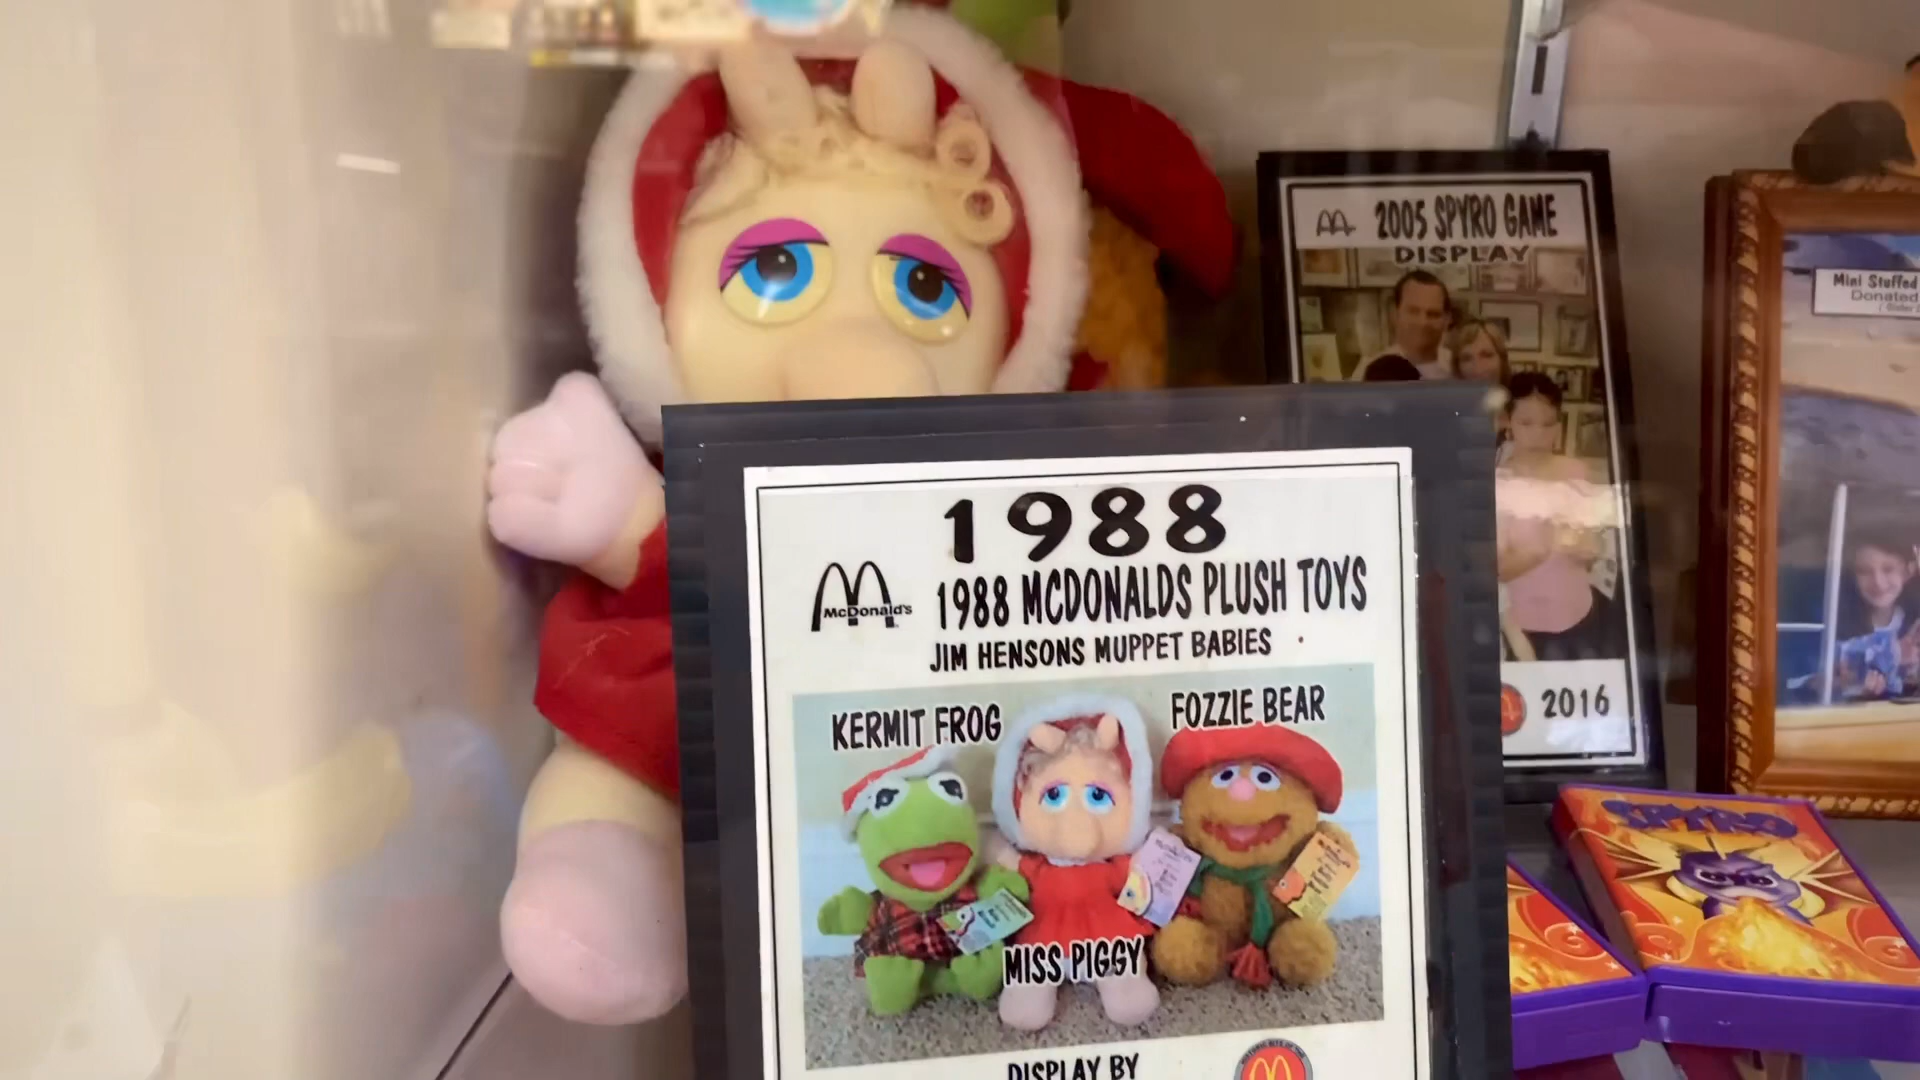 1988
McDonald's
1988 MCDONALDS PLUSH TOYS
JIM HENSONS MUPPET BABIES
KERMIT FROG
FOZZIE BEAR
MISS PIGGY
DISPLAY BY
2005 SPYRO GAME
DISPLAY
2016
Mini Stuffed
Donated
SPYRO